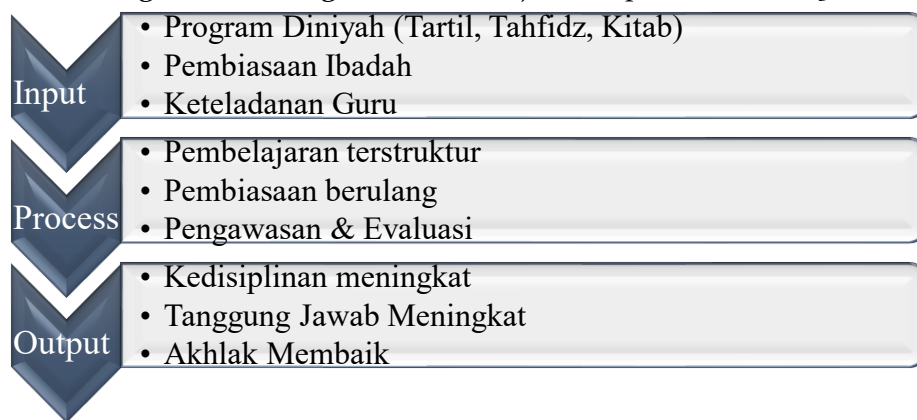 • Program Diniyah (Tartil, Tahfidz, Kitab)
• Pembiasaan Ibadah
Input
• Keteladanan Guru
• Pembelajaran terstruktur
• Pembiasaan berulang
Process
• Pengawasan & Evaluasi
• Kedisiplinan meningkat
• Tanggung Jawab Meningkat
Output
• Akhlak Membaik